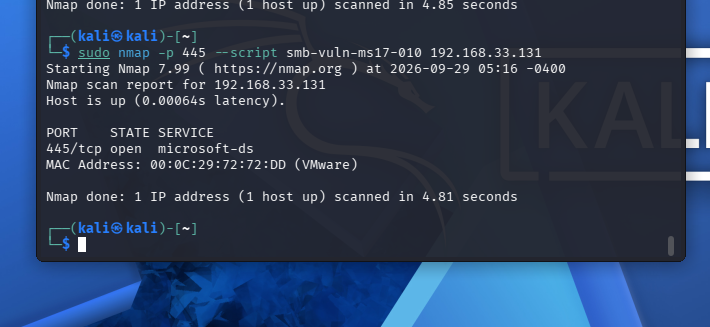 Nmap done: 1 IP address (1 host up) scanned in 4.85 seconds
┌──(kali㉿kali)-[~]
└─$ sudo nmap -p 445 --script smb-vuln-ms17-010 192.168.33.131
Starting Nmap 7.99 ( https://nmap.org ) at 2026-09-29 05:16 -0400
Nmap scan report for 192.168.33.131
Host is up (0.00064s latency).
PORT    STATE SERVICE
445/tcp open  microsoft-ds
MAC Address: 00:0C:29:72:72:DD (VMware)
Nmap done: 1 IP address (1 host up) scanned in 4.81 seconds
┌──(kali㉿kali)-[~]
└─$
KALI